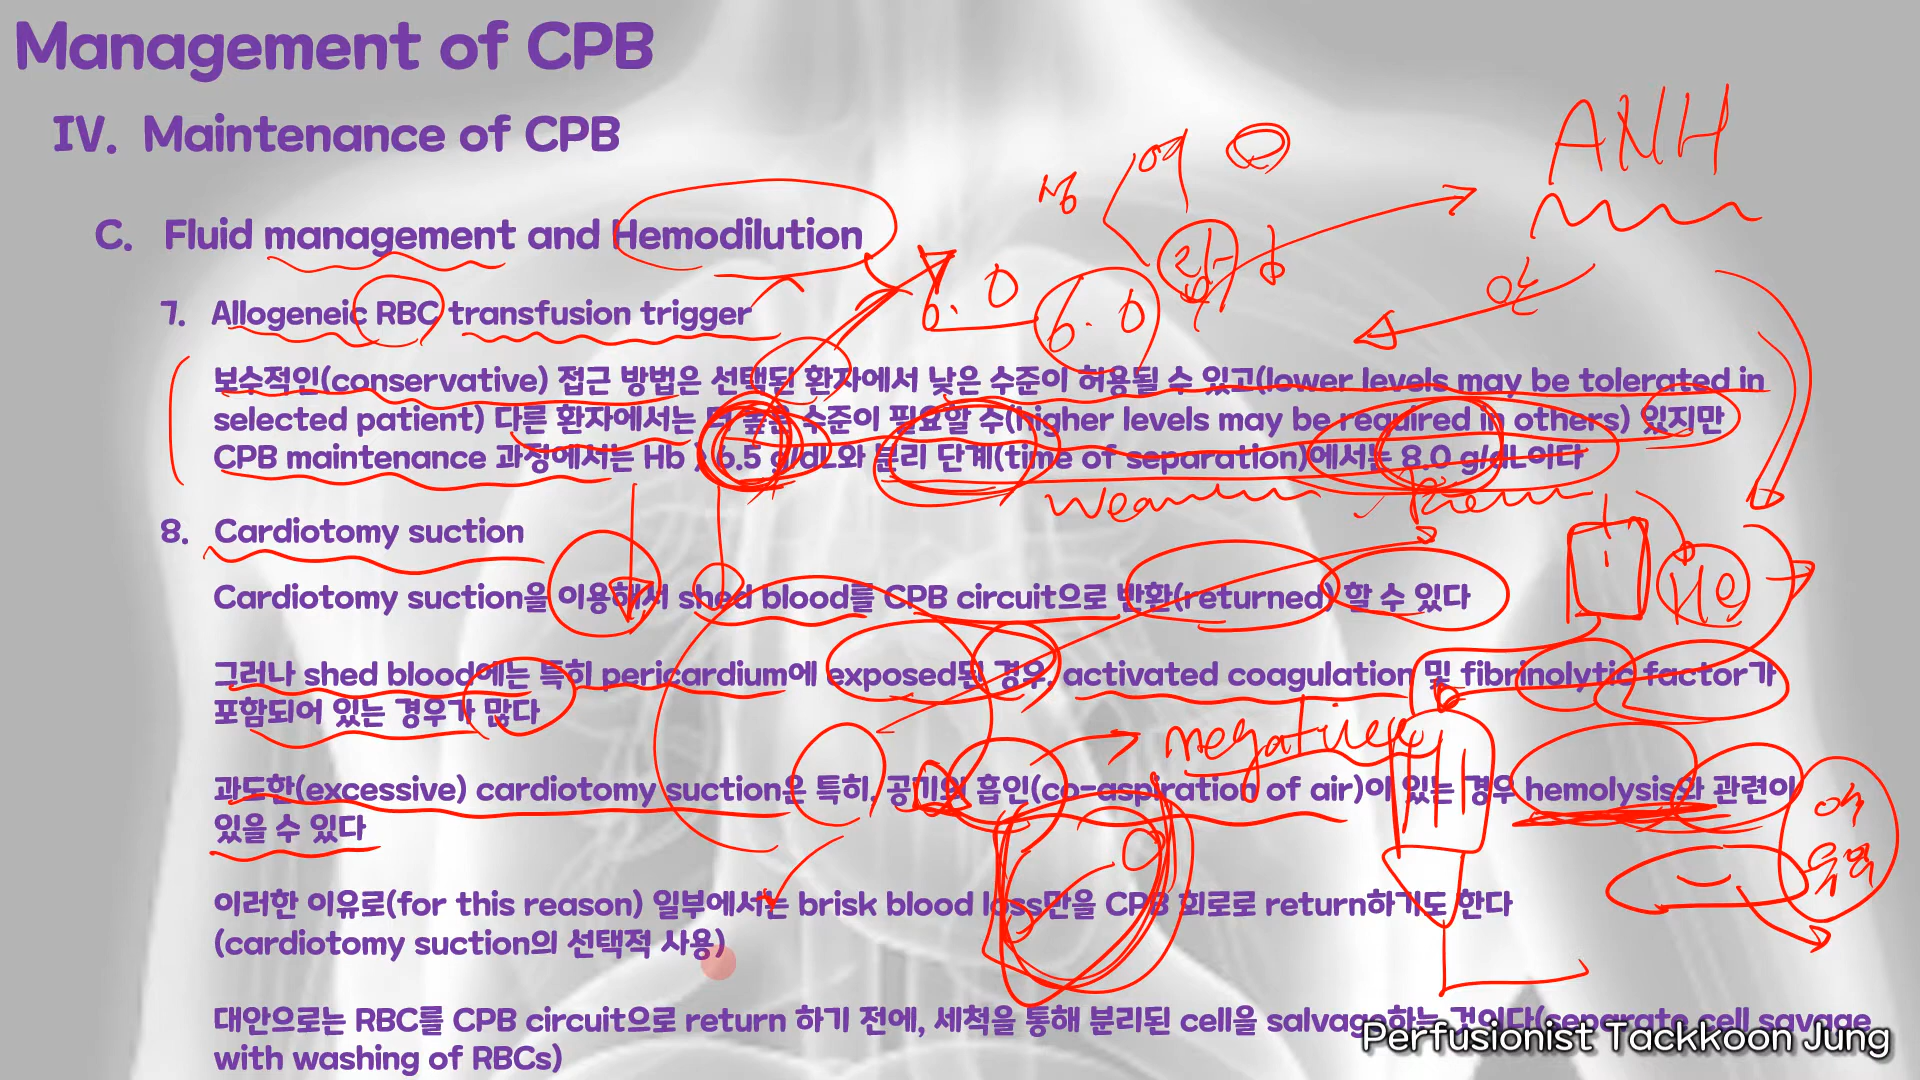 Management of CPB
IV. Maintenance of CPB
ANH
C. Fluid management and Hemodilution
6.0
6.0
7. Allogeneic RBC transfusion trigger
보수적인(conservative) 접근 방법은 선택된 환자에서 낮은 수준이 허용될 수 있고(lower levels may be tolerated in
selected patient) 다른 환자에서는 더 높은 수준이 필요할 수(higher levels may be required in others) 있지만
CPB maintenance 과정에서는 Hb > 6.5 g/dL와 분리 단계(time of separation)에서는 8.0 g/dL이다
8. Cardiotomy suction
Cardiotomy suction을 이용해서 shed blood를 CPB circuit으로 반환(returned) 할 수 있다
그러나 shed blood에는 특히 pericardium에 exposed된 경우, activated coagulation 및 fibrinolytic factor가
포함되어 있는 경우가 많다
negative
과도한(excessive) cardiotomy suction은 특히, 공기의 흡인(co-aspiration of air)이 있는 경우 hemolysis와 관련이
있을 수 있다
이러한 이유로(for this reason) 일부에서는 brisk blood loss만을 CPB 회로로 return하기도 한다
(cardiotomy suction의 선택적 사용)
대안으로는 RBC를 CPB circuit으로 return 하기 전에, 세척을 통해 분리된 cell을 salvage하는 것이다(separate cell savage
with washing of RBCs)
Perfusionist Tackkoon Jung